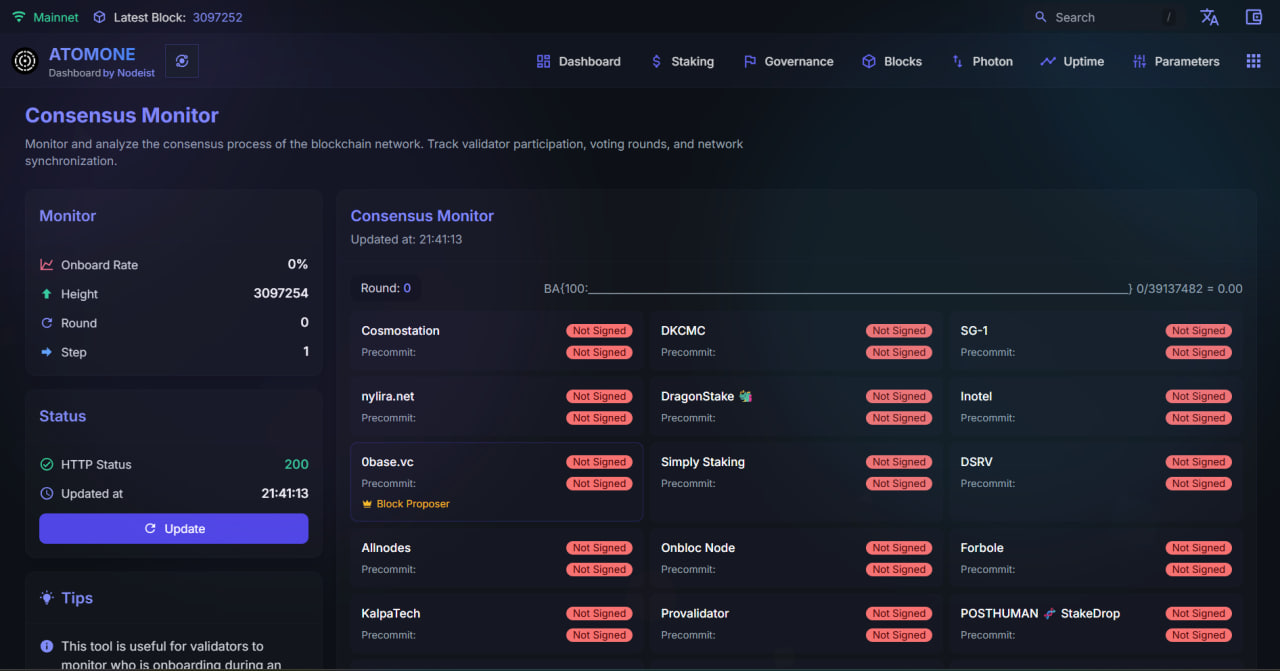 Mainnet
Latest Block: 3097252
Search /
ATOMONE
Dashboard by Nodeist
Dashboard
Staking
Governance
Blocks
Photon
Uptime
Parameters
Consensus Monitor
Monitor and analyze the consensus process of the blockchain network. Track validator participation, voting rounds, and network
synchronization.
Monitor
Onboard Rate 0%
Height 3097254
Round 0
Step 1
Status
HTTP Status 200
Updated at 21:41:13
Update
Tips
This tool is useful for validators to
monitor who is onboarding during an
Consensus Monitor
Updated at: 21:41:13
Round: 0
BA{100:______________________________________________________________________________} 0/39137482 = 0.00
Cosmostation Not Signed
Precommit: Not Signed
DKCMC Not Signed
Precommit: Not Signed
SG-1 Not Signed
Precommit: Not Signed
nylira.net Not Signed
Precommit: Not Signed
DragonStake 🐲 Not Signed
Precommit: Not Signed
Inotel Not Signed
Precommit: Not Signed
0base.vc Not Signed
Precommit: Not Signed
Block Proposer
Simply Staking Not Signed
Precommit: Not Signed
DSRV Not Signed
Precommit: Not Signed
Allnodes Not Signed
Precommit: Not Signed
Onbloc Node Not Signed
Precommit: Not Signed
Forbole Not Signed
Precommit: Not Signed
KalpaTech Not Signed
Precommit: Not Signed
Provalidator Not Signed
Precommit: Not Signed
POSTHUMAN 🧬 StakeDrop Not Signed
Precommit: Not Signed